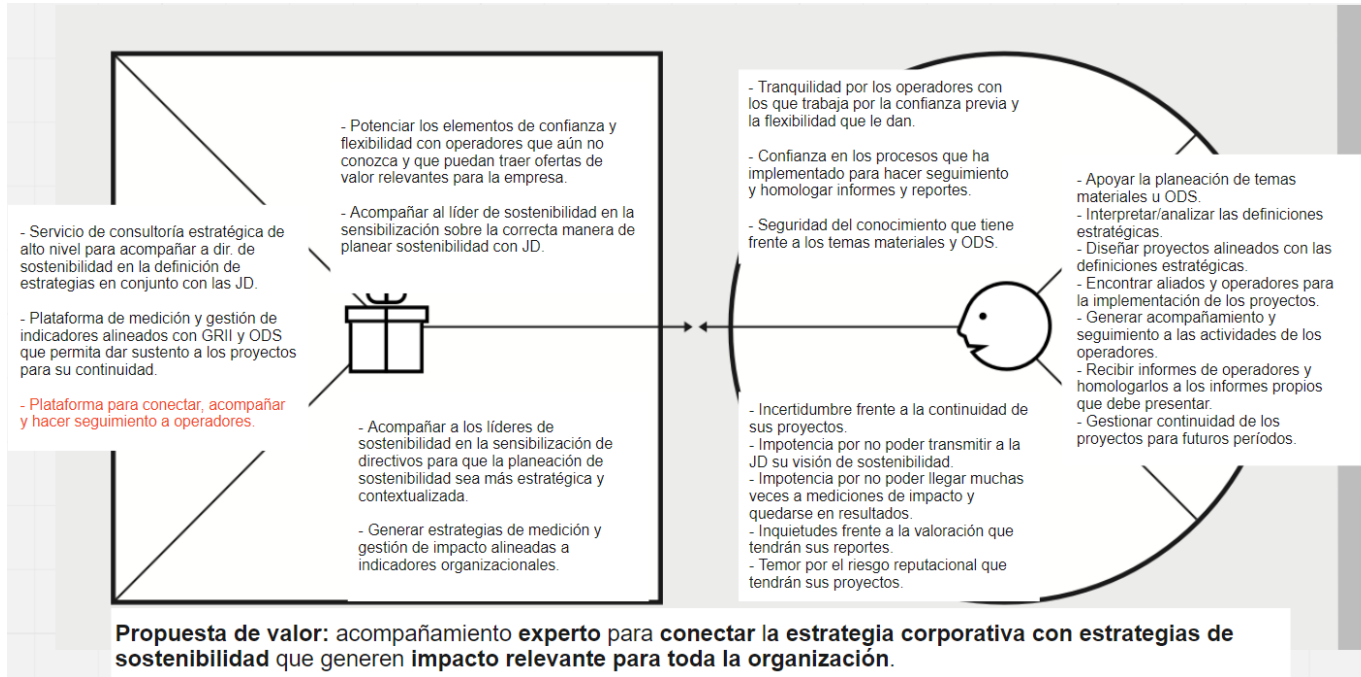 - Servicio de consultoría estratégica de
alto nivel para acompañar a dir. de
sostenibilidad en la definición de
estrategias en conjunto con las JD.
- Plataforma de medición y gestión de
indicadores alineados con GRII y ODS
que permita dar sustento a los proyectos
para su continuidad.
- Plataforma para conectar, acompañar
y hacer seguimiento a operadores.
- Potenciar los elementos de confianza y
flexibilidad con operadores que aún no
conozca y que puedan traer ofertas de
valor relevantes para la empresa.
- Acompañar al líder de sostenibilidad en la
sensibilización sobre la correcta manera de
planear sostenibilidad con JD.
- Acompañar a los líderes de
sostenibilidad en la sensibilización de
directivos para que la planeación de
sostenibilidad sea más estratégica y
contextualizada.
- Generar estrategias de medición y
gestión de impacto alineadas a
indicadores organizacionales.
- Tranquilidad por los operadores con
los que trabaja por la confianza previa y
la flexibilidad que le dan.
- Confianza en los procesos que ha
implementado para hacer seguimiento
y homologar informes y reportes.
- Seguridad del conocimiento que tiene
frente a los temas materiales y ODS.
- Incertidumbre frente a la continuidad de
sus proyectos.
- Impotencia por no poder transmitir a la
JD su visión de sostenibilidad.
- Impotencia por no poder llegar muchas
veces a mediciones de impacto y
quedarse en resultados.
- Inquietudes frente a la valoración que
tendrán sus reportes.
- Temor por el riesgo reputacional que
tendrán sus proyectos.
- Apoyar la planeación de temas
materiales u ODS.
- Interpretar/analizar las definiciones
estratégicas.
- Diseñar proyectos alineados con las
definiciones estratégicas.
- Encontrar aliados y operadores para
la implementación de los proyectos.
- Generar acompañamiento y
seguimiento a las actividades de los
operadores.
- Recibir informes de operadores y
homologarlos a los informes propios
que debe presentar.
- Gestionar continuidad de los
proyectos para futuros períodos.
Propuesta de valor: acompañamiento experto para conectar la estrategia corporativa con estrategias de
sostenibilidad que generen impacto relevante para toda la organización.